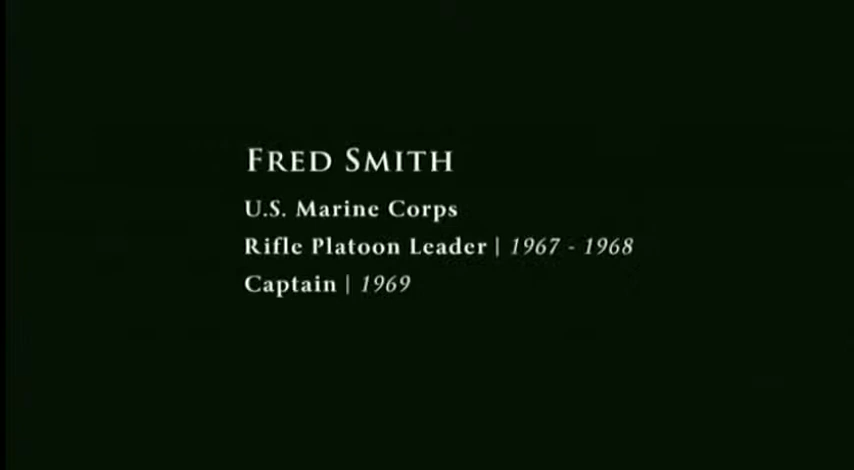 FRED SMITH
U.S. Marine Corps
Rifle Platoon Leader | 1967 - 1968
Captain | 1969